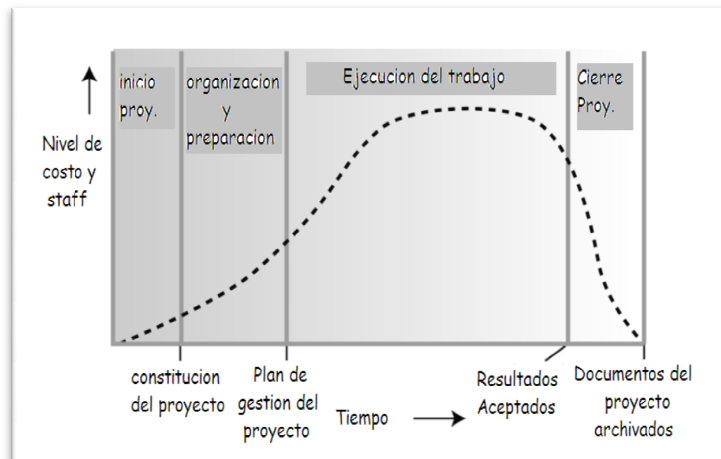 inicio
proy.
organizacion
y
preparacion
Ejecucion del trabajo
Cierre
Proy.
Nivel de
costo y
staff
constitucion
del proyecto
Plan de
gestion del
proyecto
Tiempo
Resultados
Aceptados
Documentos del
proyecto
archivados